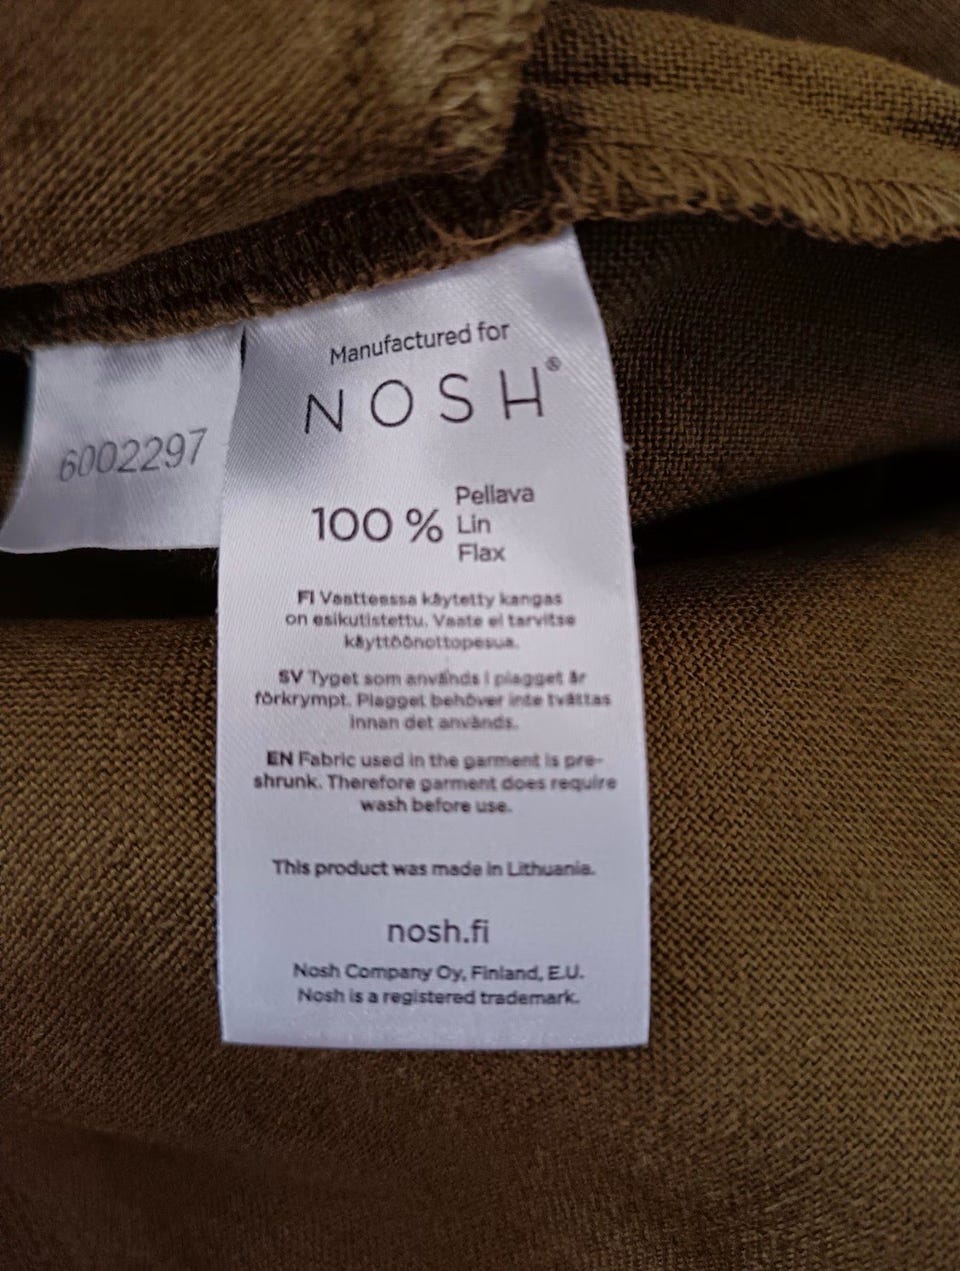 6002297
Manufactured for
NOSH®
100 %
Pellava
Lin
Flax
FI Vaatteessa käytetty kangas
on esikutistettu. Vaate ei tarvitse
käyttöönottopesua.
SV Tyget som används i plagget är
förkrympt. Plagget behöver inte tvättas
innan det används.
EN Fabric used in the garment is pre-
shrunk. Therefore garment does require
wash before use.
This product was made in Lithuania.
nosh.fi
Nosh Company Oy, Finland, E.U.
Nosh is a registered trademark.